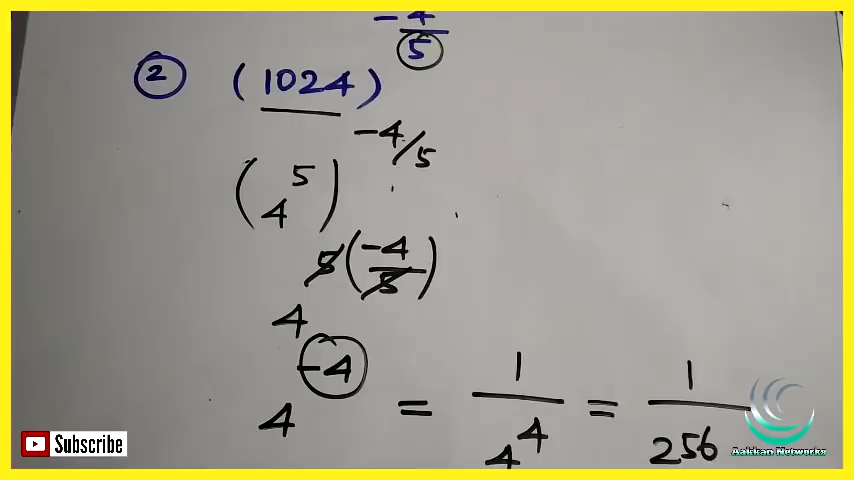 -4/5
② (1024)
-4/5
(4^5)
5(-4/5)
4
4^-4 = 1/4^4 = 1/256
Subscribe
Aakkan Networks